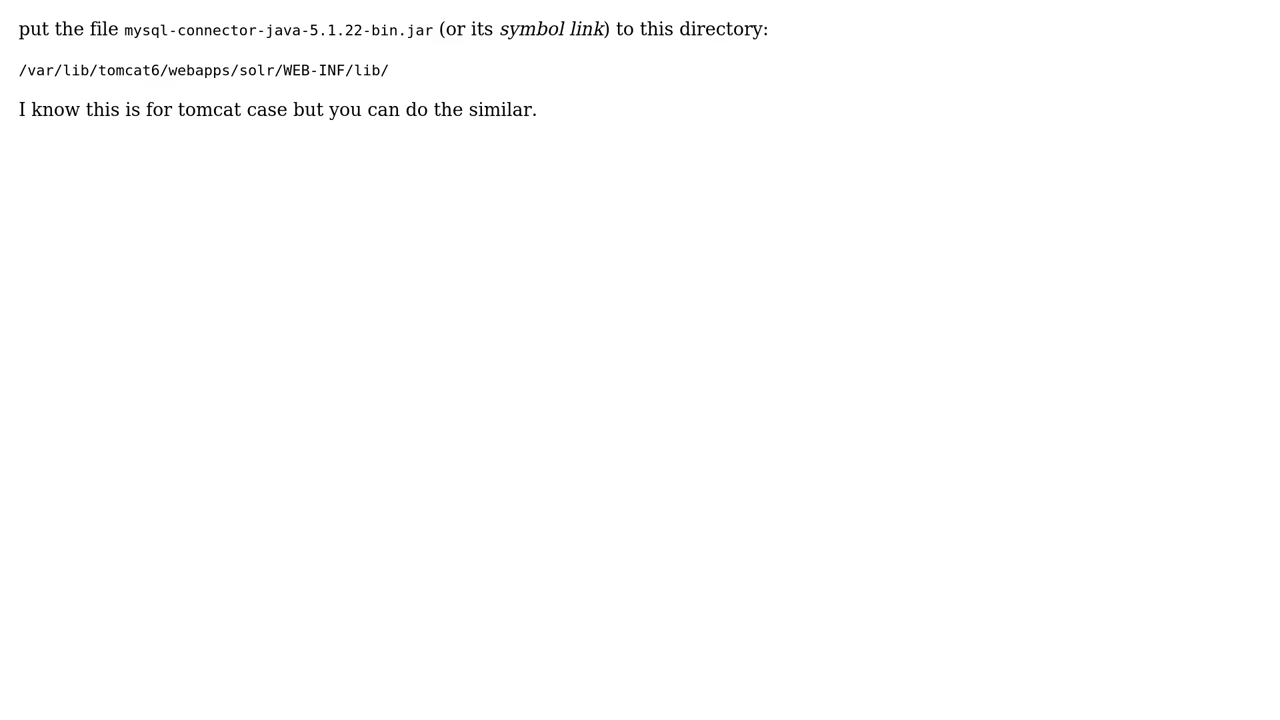 put the file mysql-connector-java-5.1.22-bin.jar (or its symbol link) to this directory:
/var/lib/tomcat6/webapps/solr/WEB-INF/lib/
I know this is for tomcat case but you can do the similar.